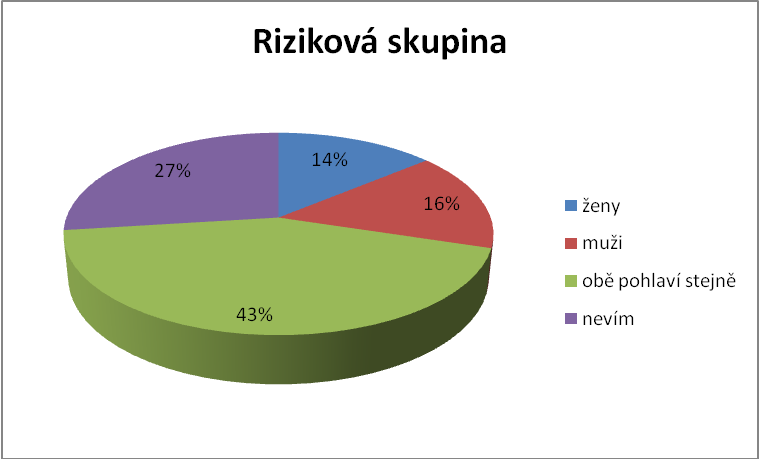 Riziková skupina
14%
16%
43%
27%
ženy
muži
obě pohlaví stejně
nevím